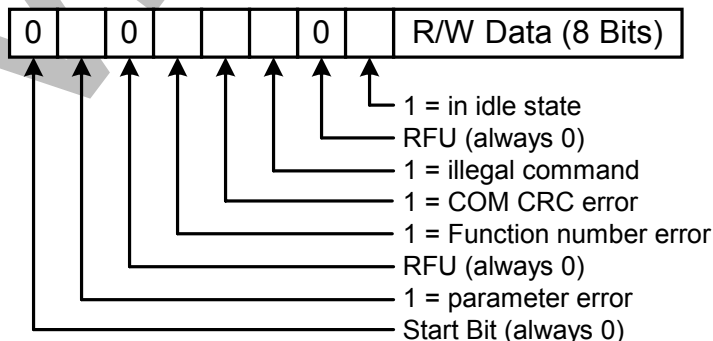 0 0 0 R/W Data (8 Bits)
1 = in idle state
RFU (always 0)
1 = illegal command
1 = COM CRC error
1 = Function number error
RFU (always 0)
1 = parameter error
Start Bit (always 0)